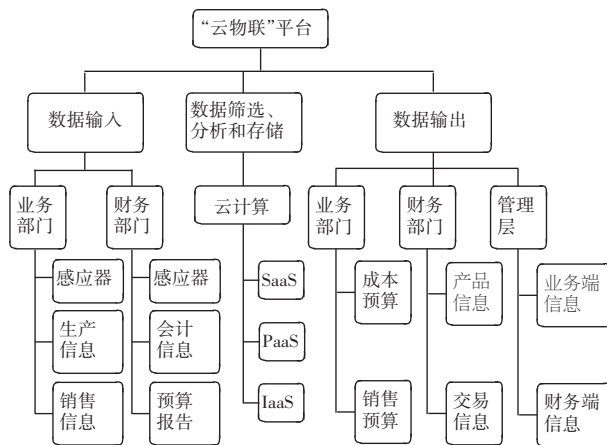 “云物联”平台
数据输入
数据筛选、
分析和存储
数据输出
业务
部门
财务
部门
云计算
业务
部门
财务
部门
管理
层
感应器
感应器
SaaS
成本
预算
产品
信息
业务端
信息
生产
信息
会计
信息
PaaS
销售
信息
预算
报告
IaaS
销售
预算
交易
信息
财务端
信息